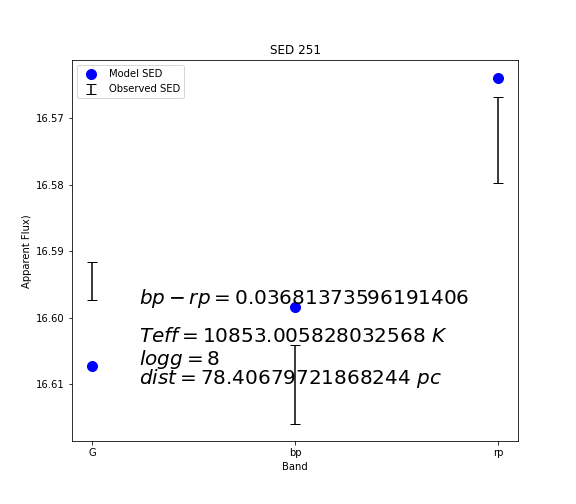 SED 251
Model SED
Observed SED
16.57
16.58
16.59
16.60
16.61
Apparent Flux)
bp − rp = 0.03681373596191406
Teff = 10853.005828032568 K
logg = 8
dist = 78.40679721868244 pc
G bp rp
Band